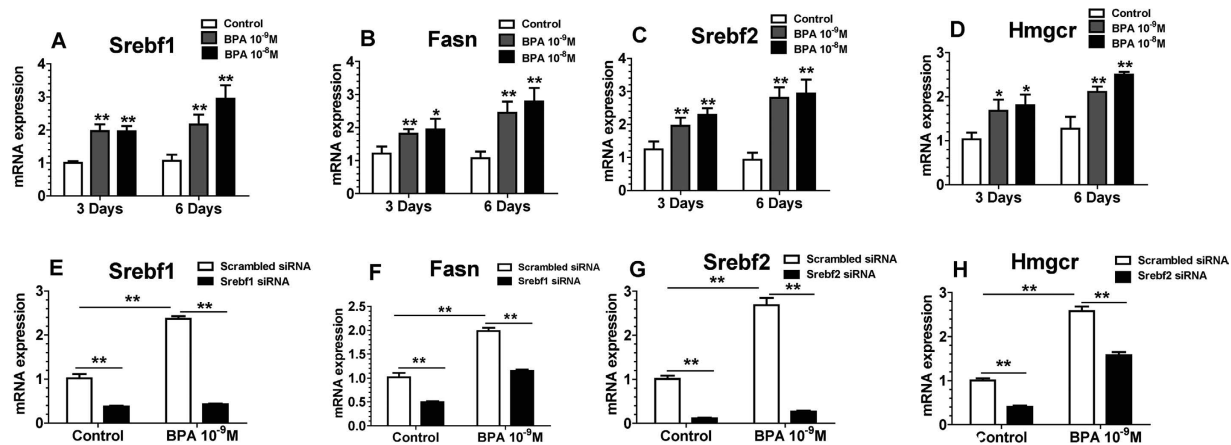 A
Srebf1
Control
BPA 10⁻⁹M
BPA 10⁻⁸M
mRNA expression
4
3
2
1
0
**
**
**
**
3 Days
6 Days
B
Fasn
Control
BPA 10⁻⁹M
BPA 10⁻⁸M
mRNA expression
4
3
2
1
0
**
*
**
**
3 Days
6 Days
C
Srebf2
Control
BPA 10⁻⁹M
BPA 10⁻⁸M
mRNA expression
4
3
2
1
0
**
**
**
**
3 Days
6 Days
D
Hmgcr
Control
BPA 10⁻⁹M
BPA 10⁻⁸M
mRNA expression
3
2
1
0
*
*
**
**
3 Days
6 Days
E
Srebf1
Scrambled siRNA
Srebf1 siRNA
mRNA expression
3
2
1
0
**
**
**
Control
BPA 10⁻⁹M
F
Fasn
Scrambled siRNA
Srebf1 siRNA
mRNA expression
2.5
2.0
1.5
1.0
0.5
0.0
**
**
**
Control
BPA 10⁻⁹M
G
Srebf2
Scrambled siRNA
Srebf2 siRNA
mRNA expression
3
2
1
0
**
**
**
Control
BPA 10⁻⁹M
H
Hmgcr
Scrambled siRNA
Srebf2 siRNA
mRNA expression
3
2
1
0
**
**
**
Control
BPA 10⁻⁹M